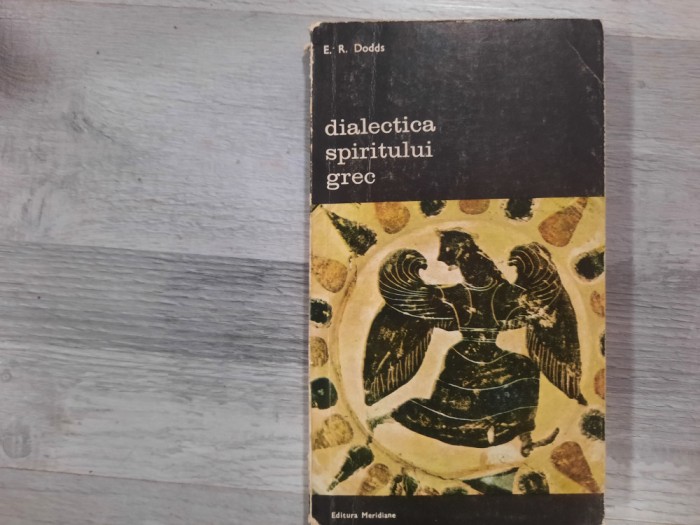 E. R. Dodds
dialectica
spiritului
grec
Editura Meridiane